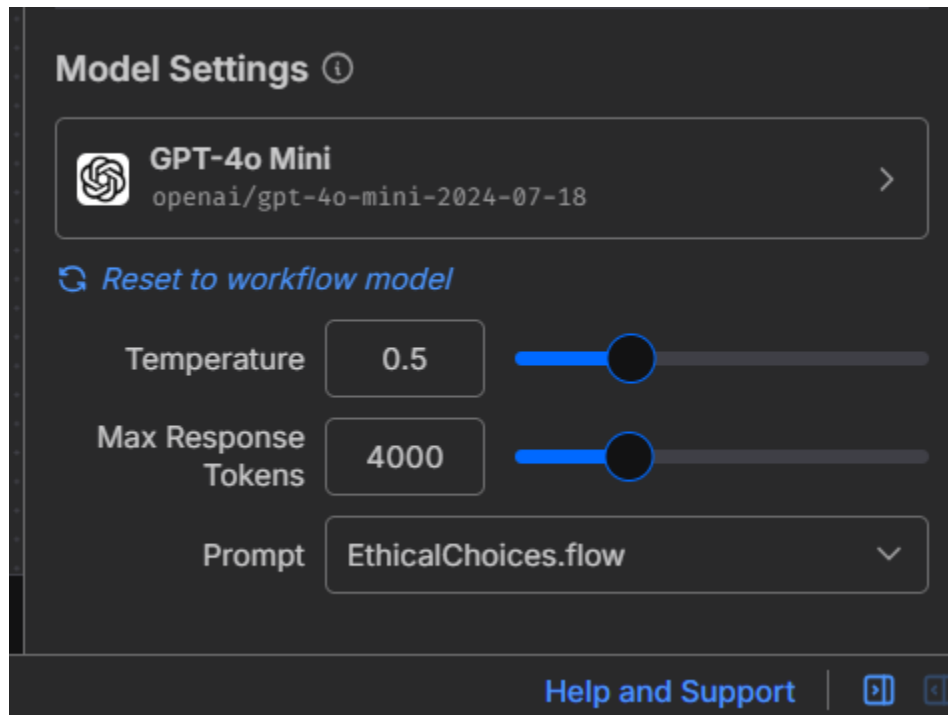 Model Settings
GPT-4o Mini
openai/gpt-4o-mini-2024-07-18
Reset to workflow model
Temperature 0.5
Max Response
Tokens 4000
Prompt EthicalChoices.flow
Help and Support